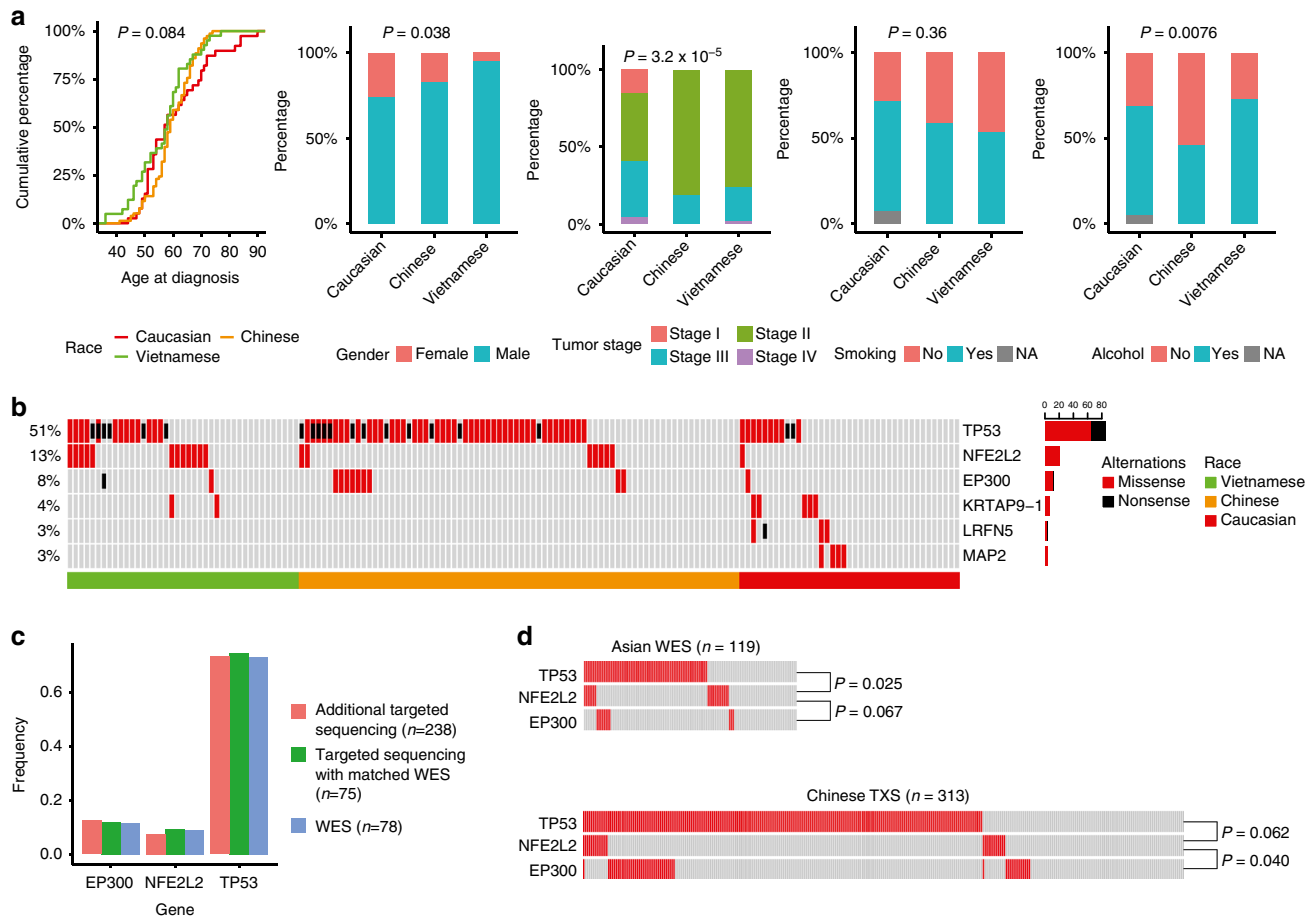 a
Cumulative percentage
100%
75%
50%
25%
0%
P = 0.084
40 50 60 70 80 90
Age at diagnosis
Percentage
100%
50%
0%
P = 0.038
Caucasian
Chinese
Vietnamese
Percentage
100%
50%
0%
P = 3.2 x 10−5
Caucasian
Chinese
Vietnamese
Percentage
100%
50%
0%
P = 0.36
Caucasian
Chinese
Vietnamese
Percentage
100%
50%
0%
P = 0.0076
Caucasian
Chinese
Vietnamese
Race Caucasian Chinese
Vietnamese
Gender Female Male
Tumor stage Stage I Stage II
Stage III Stage IV
Smoking No Yes NA
Alcohol No Yes NA
b
0 20 40 60 80
51% TP53
13% NFE2L2
8% EP300
4% KRTAP9−1
3% LRFN5
3% MAP2
Alternations
Missense
Nonsense
Race
Vietnamese
Chinese
Caucasian
c
Frequency
0.6
0.4
0.2
0.0
EP300 NFE2L2 TP53
Gene
Additional targeted
sequencing (n=238)
Targeted sequencing
with matched WES
(n=75)
WES (n=78)
d
Asian WES (n = 119)
TP53
NFE2L2
EP300
P = 0.025
P = 0.067
Chinese TXS (n = 313)
TP53
NFE2L2
EP300
P = 0.062
P = 0.040